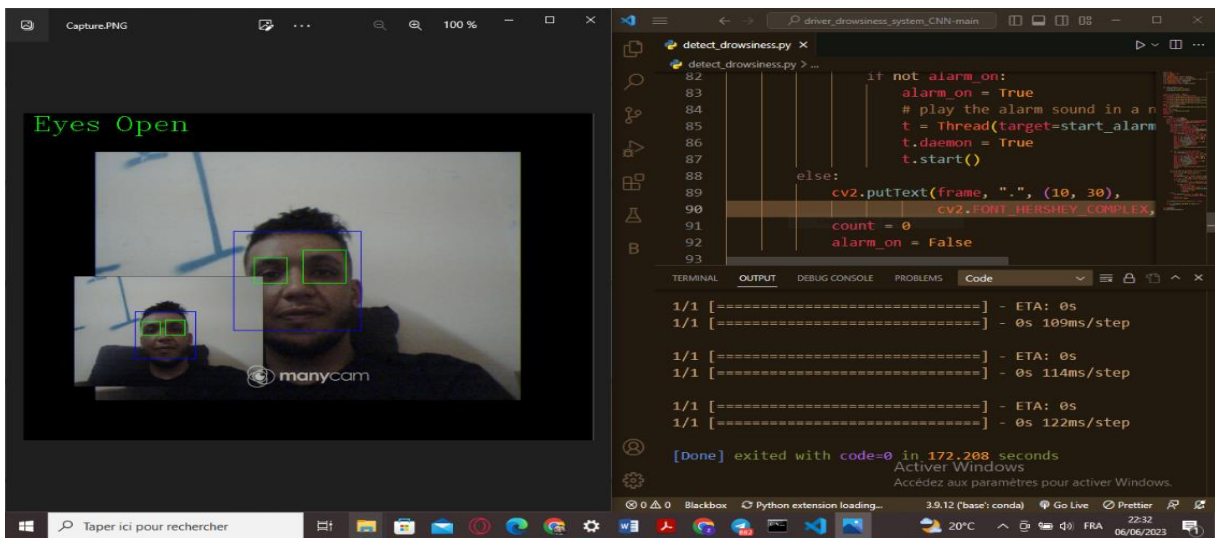 Capture.PNG
100 %
Eyes Open
manycam
driver_drowsiness_system_CNN-main
detect_drowsiness.py
detect_drowsiness.py > ...
82 if not alarm_on:
83 alarm_on = True
84 # play the alarm sound in a n
85 t = Thread(target=start_alarm
86 t.daemon = True
87 t.start()
88 else:
89 cv2.putText(frame, ".", (10, 30),
90 cv2.FONT_HERSHEY_COMPLEX,
91 count = 0
92 alarm_on = False
93
TERMINAL OUTPUT DEBUG CONSOLE PROBLEMS Code
1/1 [==============================] - ETA: 0s
1/1 [==============================] - 0s 109ms/step
1/1 [==============================] - ETA: 0s
1/1 [==============================] - 0s 114ms/step
1/1 [==============================] - ETA: 0s
1/1 [==============================] - 0s 122ms/step
[Done] exited with code=0 in 172.208 seconds
Activer Windows
Accédez aux paramètres pour activer Windows.
0 0 Blackbox Python extension loading... 3.9.12 ('base': conda) Go Live Prettier
Taper ici pour rechercher
20°C FRA
22:32
06/06/2023